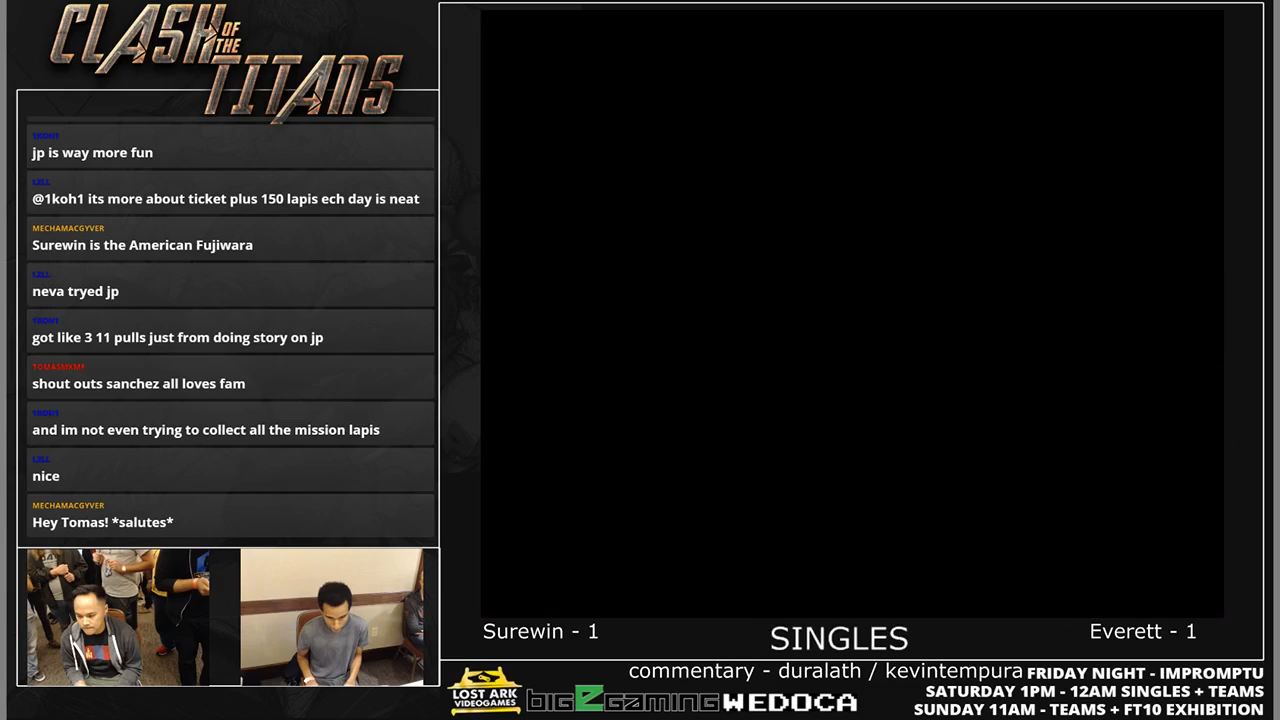 CLASH OF THE TITANS
jp is way more fun
@1koh1 its more about ticket plus 150 lapis ech day is neat
MECHAMACGYVER
Surewin is the American Fujiwara
neva tryed jp
got like 3 11 pulls just from doing story on jp
shout outs sanchez all loves fam
and im not even trying to collect all the mission lapis
nice
MECHAMACGYVER
Hey Tomas! *salutes*
Surewin - 1
SINGLES
Everett - 1
commentary - duralath / kevintempura
FRIDAY NIGHT - IMPROMPTU
SATURDAY 1PM - 12AM SINGLES + TEAMS
SUNDAY 11AM - TEAMS + FT10 EXHIBITION
LOST ARK
VIDEOGAMES
bigEgaming
WEDOCA